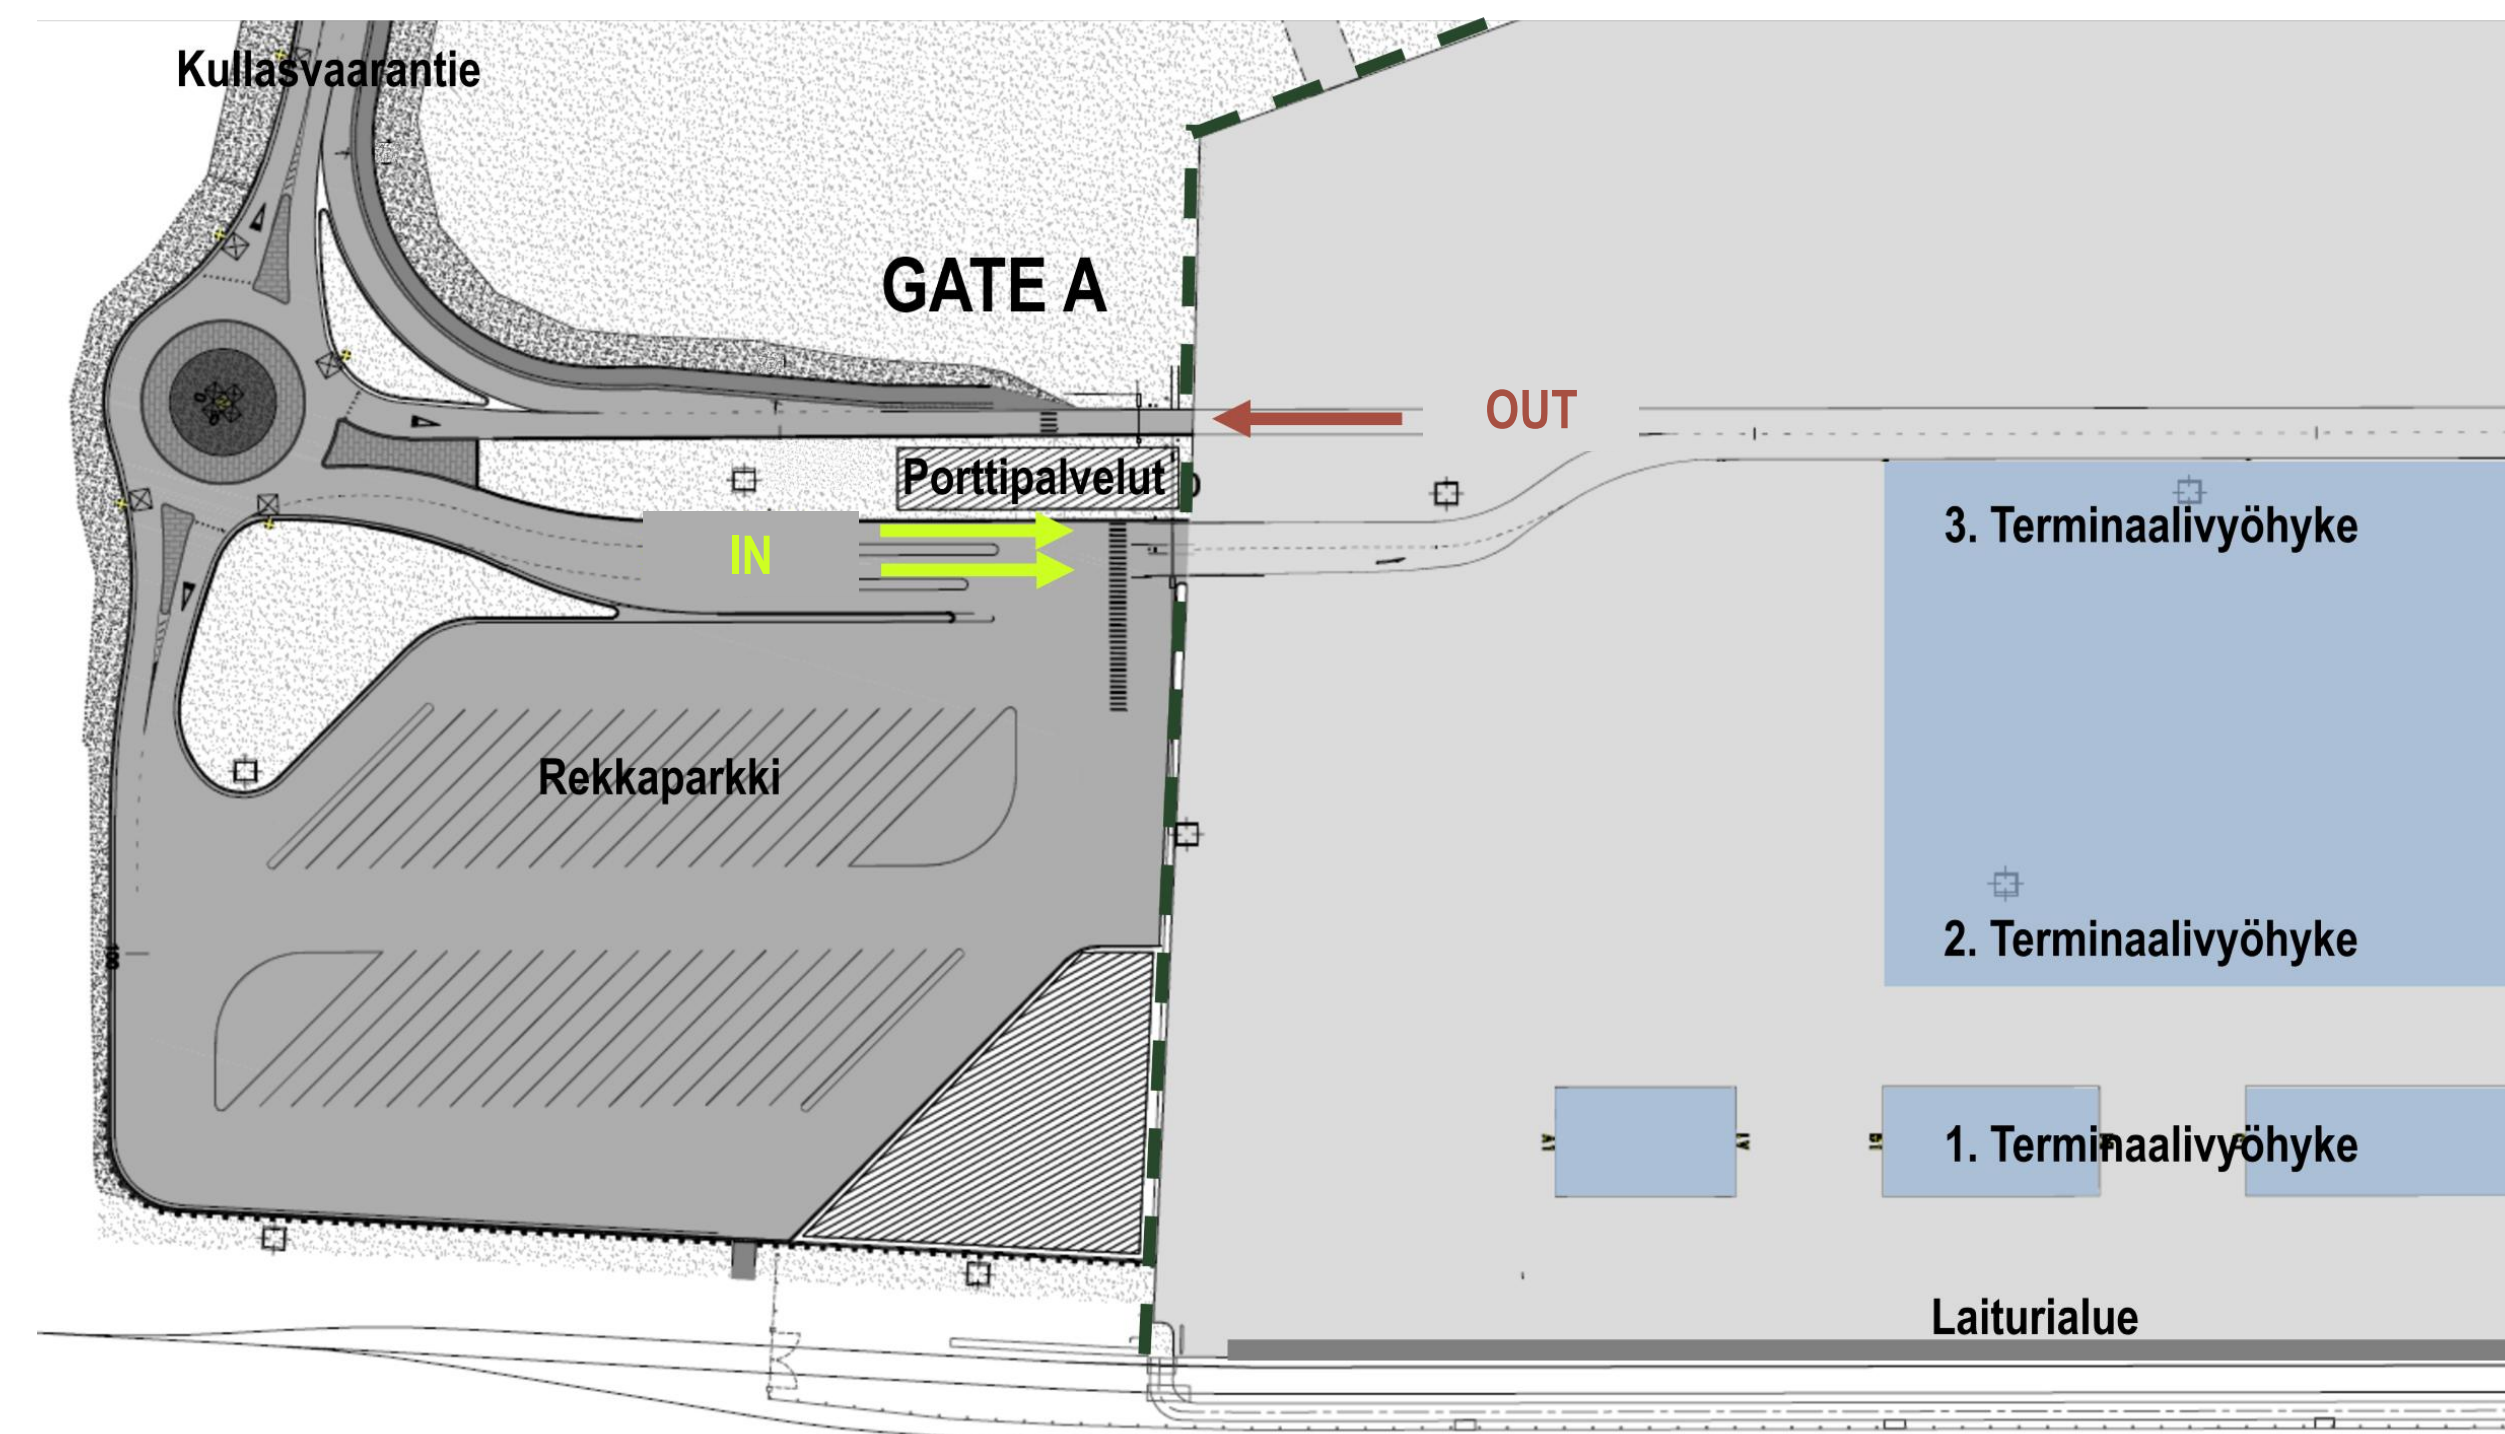 Kullasvaarantie
GATE A
OUT
Porttipalvelut
IN
3. Terminaalivyöhyke
Rekkaparkki
2. Terminaalivyöhyke
1. Terminaalivyöhyke
Laiturialue